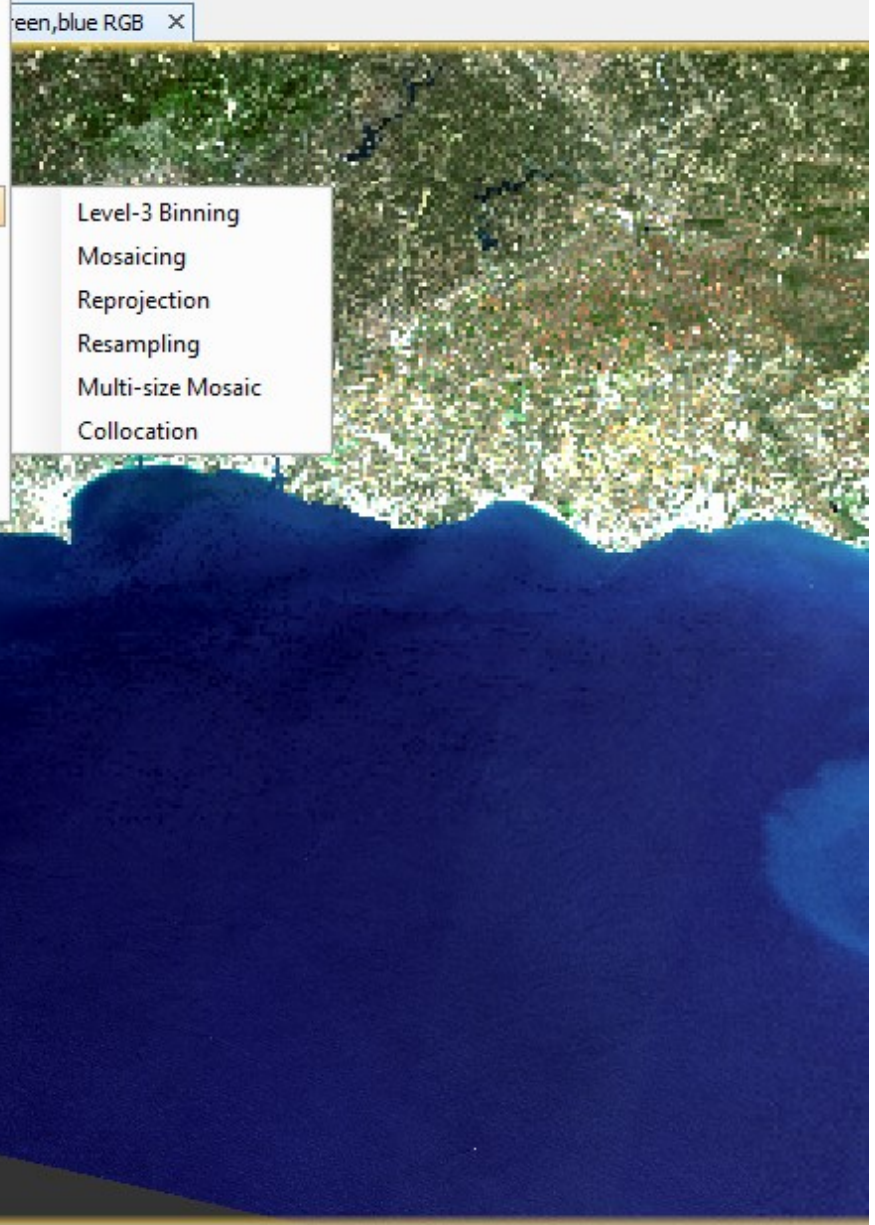 reen,blue RGB
Level-3 Binning
Mosaicing
Reprojection
Resampling
Multi-size Mosaic
Collocation